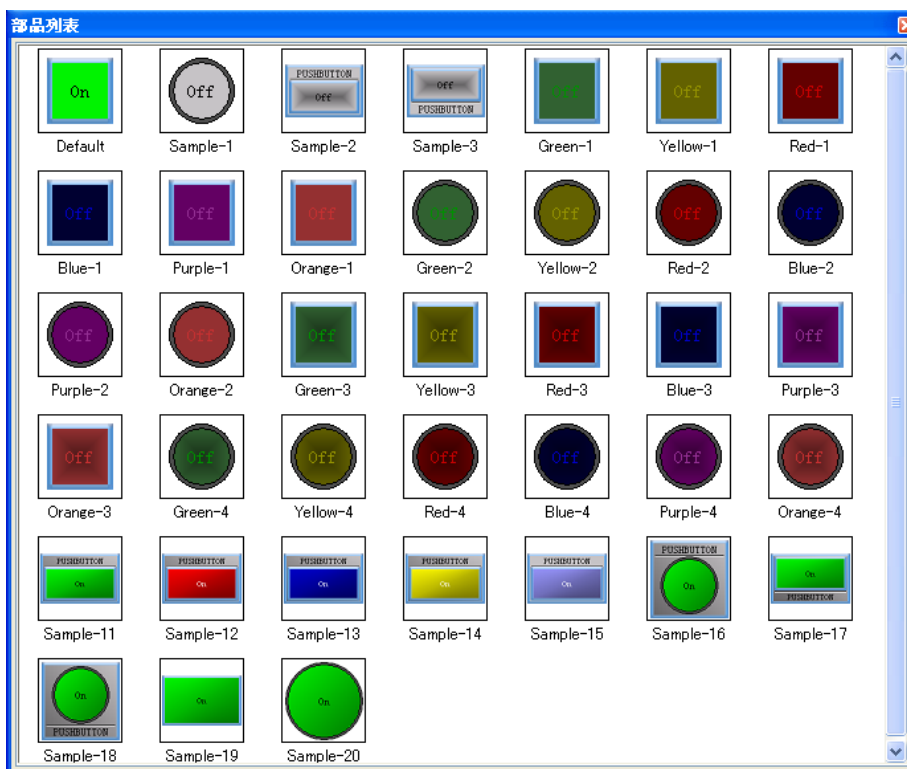 部品列表
On Off PUSHBUTTON Off Off PUSHBUTTON Off Off Off
Default Sample-1 Sample-2 Sample-3 Green-1 Yellow-1 Red-1
Off Off Off Off Off Off Off
Blue-1 Purple-1 Orange-1 Green-2 Yellow-2 Red-2 Blue-2
Off Off Off Off Off Off Off
Purple-2 Orange-2 Green-3 Yellow-3 Red-3 Blue-3 Purple-3
Off Off Off Off Off Off Off
Orange-3 Green-4 Yellow-4 Red-4 Blue-4 Purple-4 Orange-4
PUSHBUTTON On PUSHBUTTON On PUSHBUTTON On PUSHBUTTON On PUSHBUTTON On PUSHBUTTON On On PUSHBUTTON
Sample-11 Sample-12 Sample-13 Sample-14 Sample-15 Sample-16 Sample-17
On PUSHBUTTON On On
Sample-18 Sample-19 Sample-20